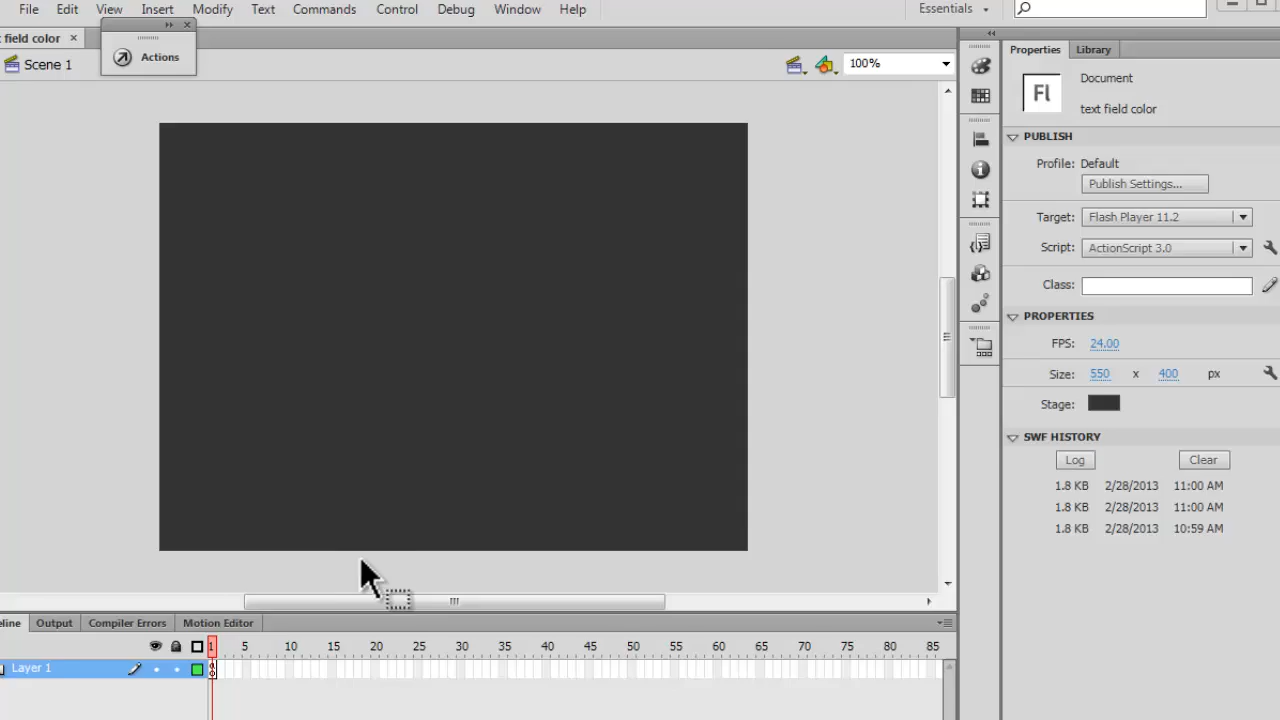 File Edit View Insert Modify Text Commands Control Debug Window Help Essentials
t field color
Actions
Scene 1
100%
Properties Library
Fl
Document
text field color
PUBLISH
Profile: Default
Publish Settings...
Target: Flash Player 11.2
Script: ActionScript 3.0
Class:
PROPERTIES
FPS: 24.00
Size: 550 x 400 px
Stage:
SWF HISTORY
Log Clear
1.8 KB 2/28/2013 11:00 AM
1.8 KB 2/28/2013 11:00 AM
1.8 KB 2/28/2013 10:59 AM
eline Output Compiler Errors Motion Editor
1 5 10 15 20 25 30 35 40 45 50 55 60 65 70 75 80 85
Layer 1